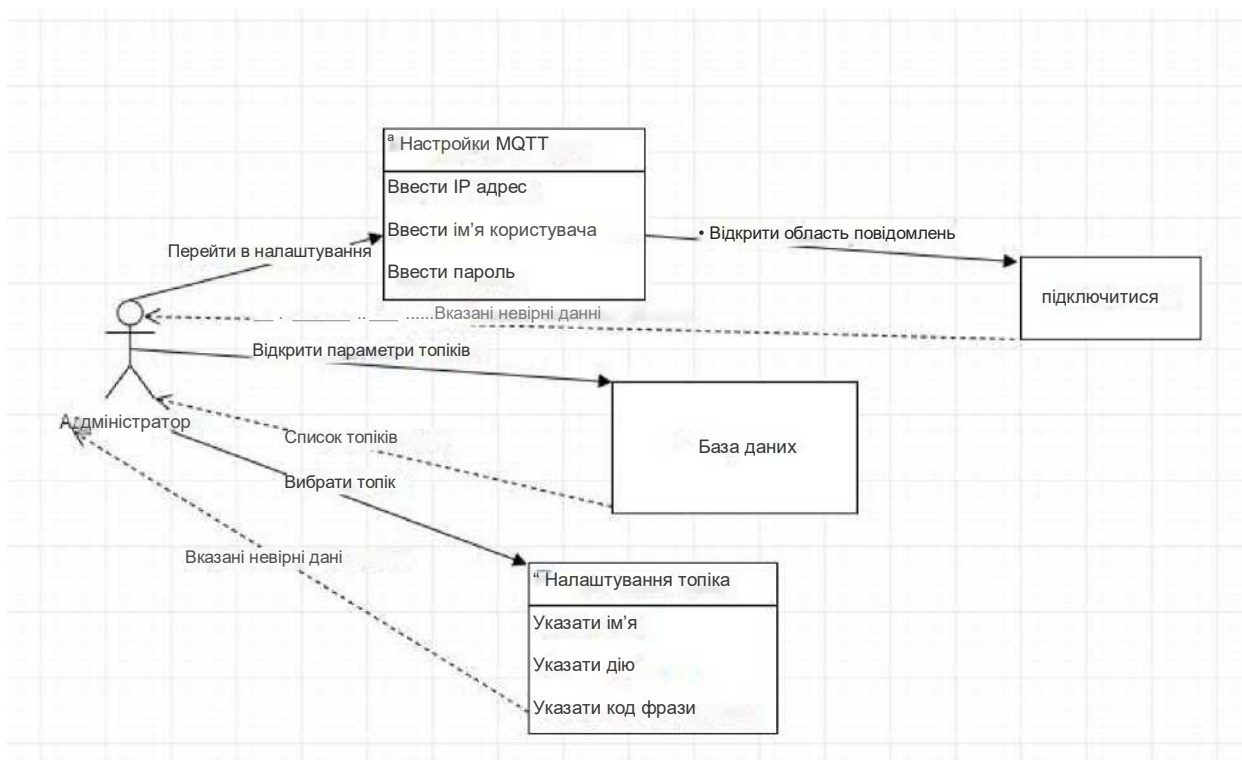 ª Настройки MQTT
Ввести IP адрес
Ввести ім’я користувача
Ввести пароль
Перейти в налаштування
• Відкрити область повідомлень
підключитися
Вказані невірні данні
Відкрити параметри топіків
База даних
Список топіків
Вибрати топік
Вказані невірні дані
“ Налаштування топіка
Указати ім’я
Указати дію
Указати код фрази